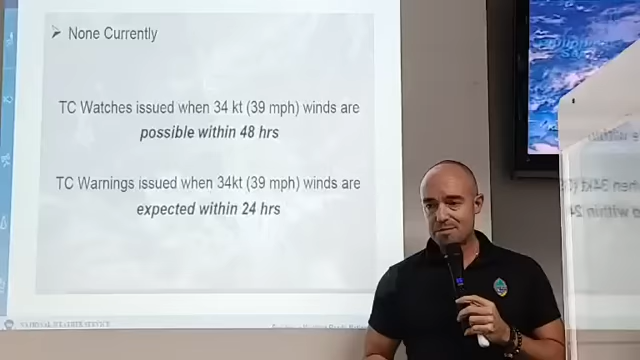 ➢ None Currently
TC Watches issued when 34 kt (39 mph) winds are
possible within 48 hrs
TC Warnings issued when 34kt (39 mph) winds are
expected within 24 hrs
NATIONAL WEATHER SERVICE